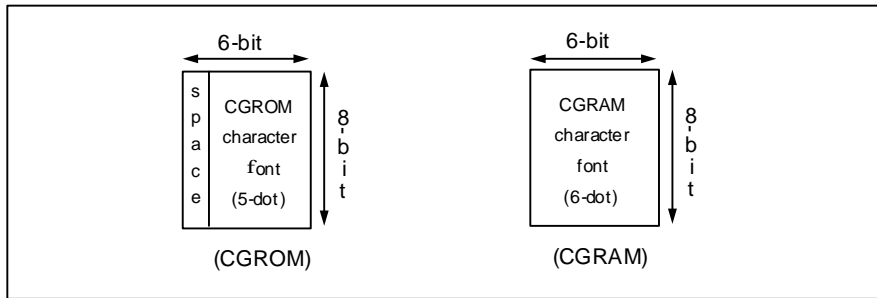 6-bit
space
CGROM
character
font
(5-dot)
8-bit
(CGROM)
6-bit
CGRAM
character
font
(6-dot)
8-bit
(CGRAM)